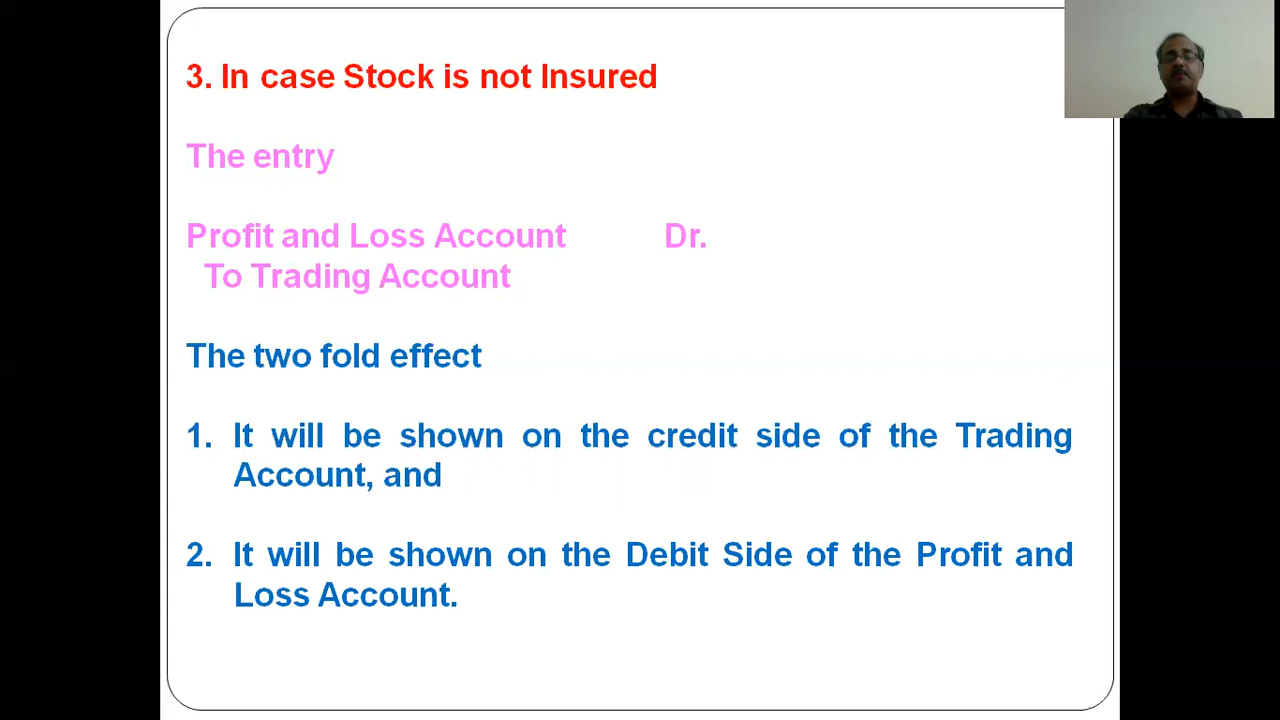 3. In case Stock is not Insured
The entry
Profit and Loss Account Dr.
To Trading Account
The two fold effect
1. It will be shown on the credit side of the Trading
Account, and
2. It will be shown on the Debit Side of the Profit and
Loss Account.